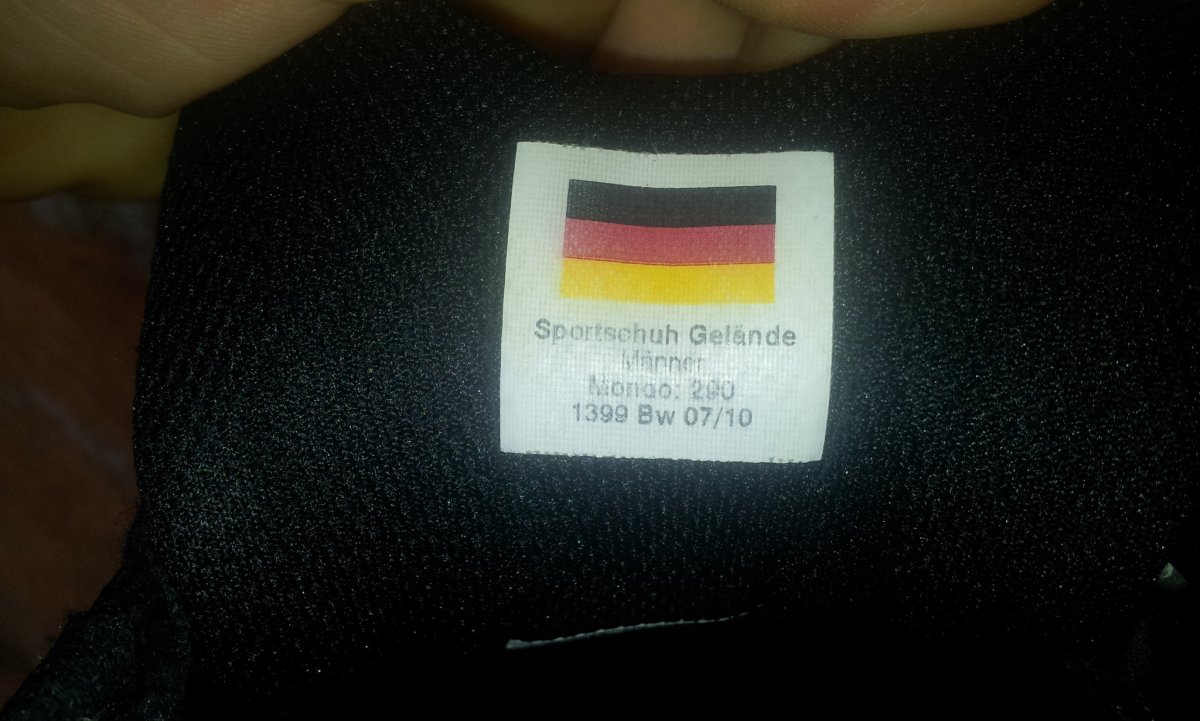 Sportschuh Gelände
Männer
Mondo: 290
1399 Bw 07/10